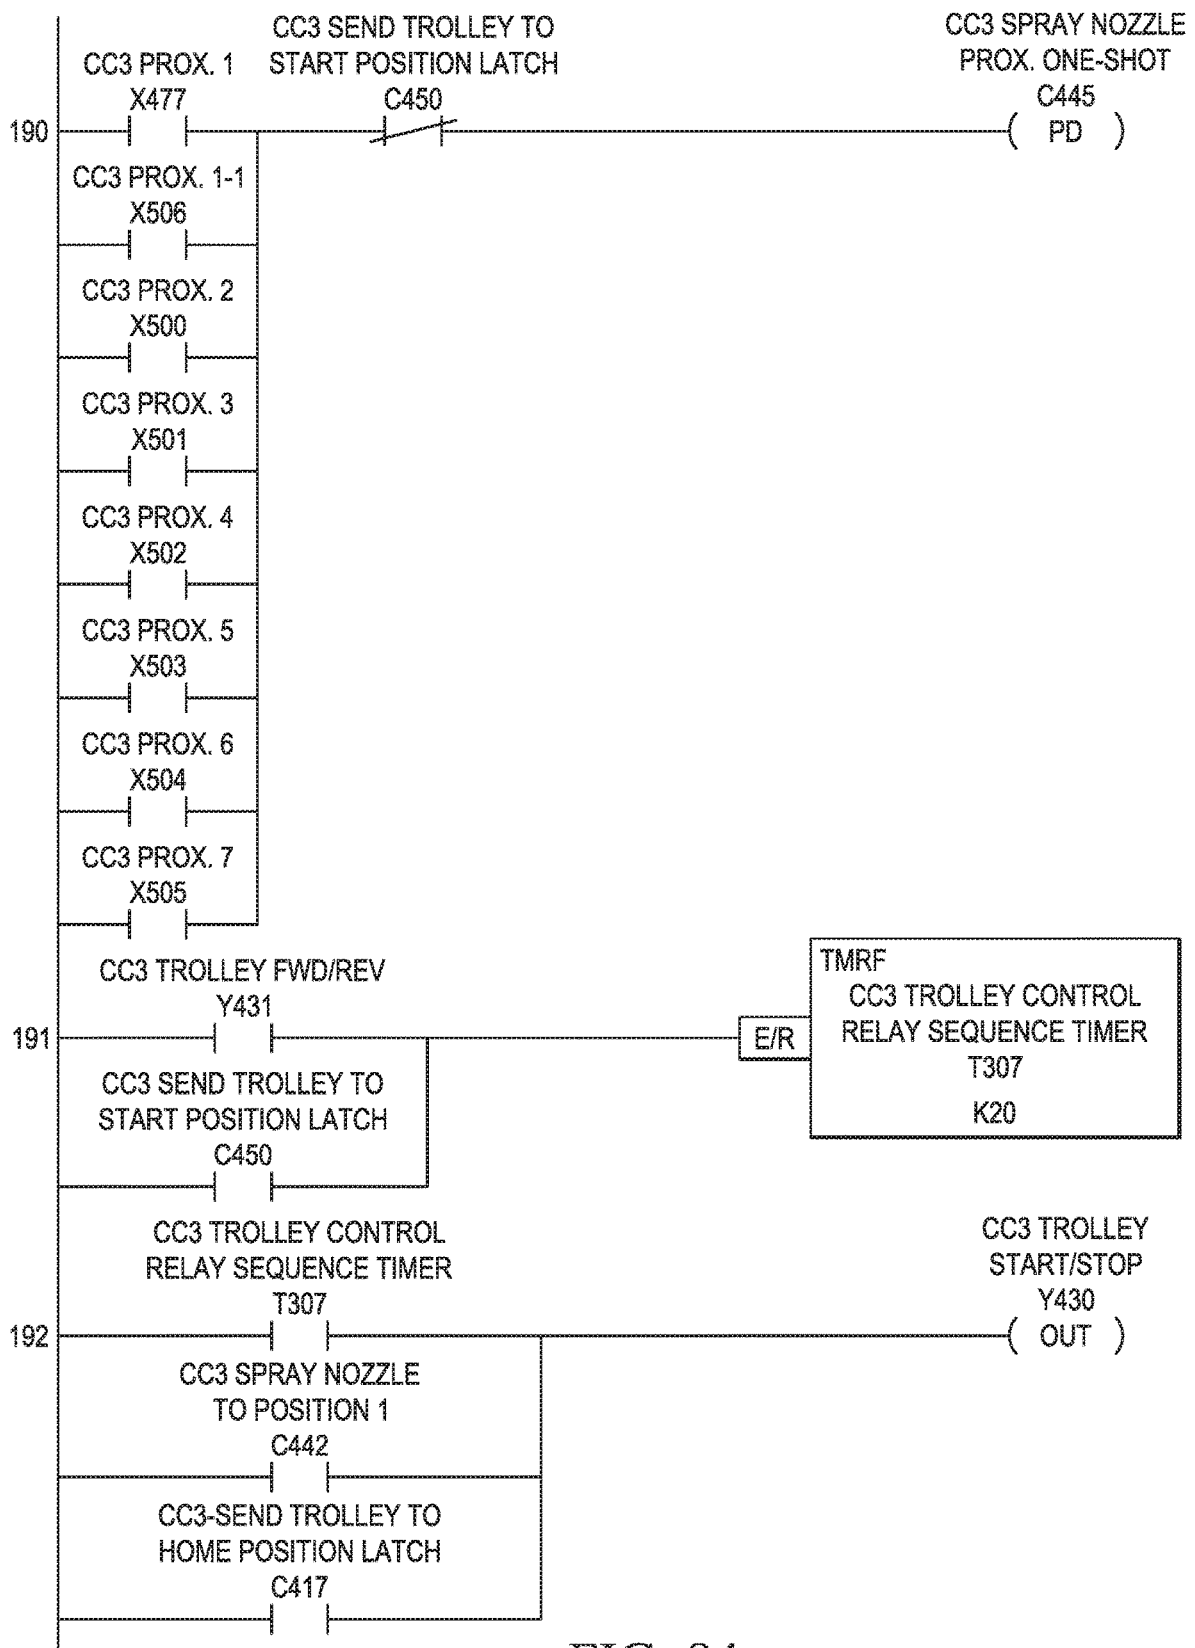 CC3 SEND TROLLEY TO
START POSITION LATCH
C450
CC3 SPRAY NOZZLE
PROX. ONE-SHOT
C445
( PD )
CC3 PROX. 1
X477
190
CC3 PROX. 1-1
X506
CC3 PROX. 2
X500
CC3 PROX. 3
X501
CC3 PROX. 4
X502
CC3 PROX. 5
X503
CC3 PROX. 6
X504
CC3 PROX. 7
X505
CC3 TROLLEY FWD/REV
Y431
191
E/R
TMRF
CC3 TROLLEY CONTROL
RELAY SEQUENCE TIMER
T307
K20
CC3 SEND TROLLEY TO
START POSITION LATCH
C450
CC3 TROLLEY CONTROL
RELAY SEQUENCE TIMER
T307
192
CC3 TROLLEY
START/STOP
Y430
( OUT )
CC3 SPRAY NOZZLE
TO POSITION 1
C442
CC3-SEND TROLLEY TO
HOME POSITION LATCH
C417